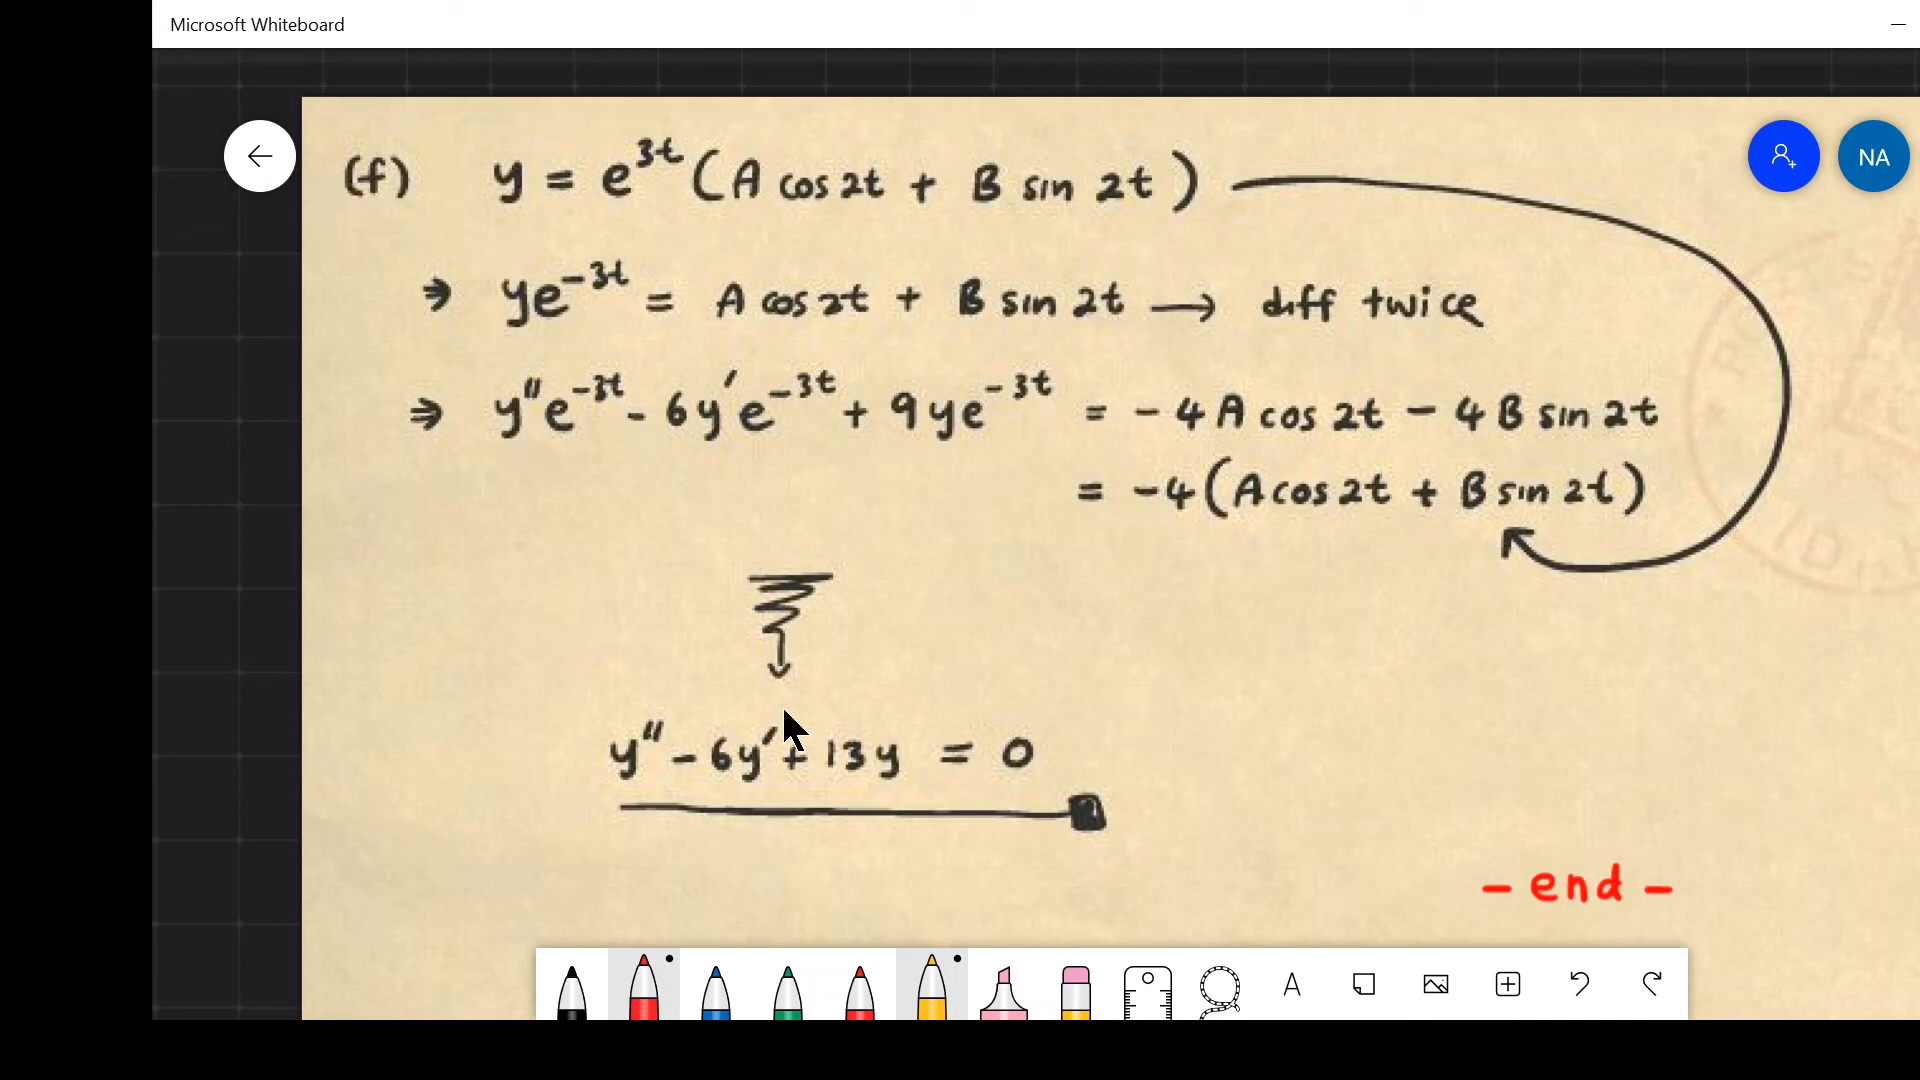 Microsoft Whiteboard
NA
(f) y = e^{3t} (A cos 2t + B sin 2t)
⇒ ye^{-3t} = A cos 2t + B sin 2t → diff twice
⇒ y''e^{-3t} - 6y'e^{-3t} + 9ye^{-3t} = -4A cos 2t - 4B sin 2t
= -4(A cos 2t + B sin 2t)
y'' - 6y' + 13y = 0
- end -